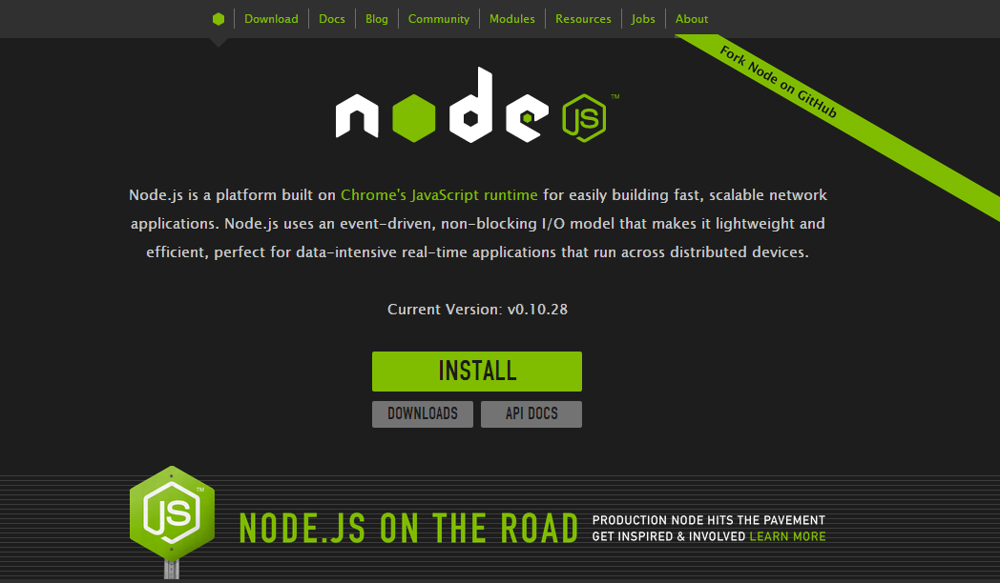 Download Docs Blog Community Modules Resources Jobs About
Fork Node on GitHub
node JS ™
Node.js is a platform built on Chrome's JavaScript runtime for easily building fast, scalable network
applications. Node.js uses an event-driven, non-blocking I/O model that makes it lightweight and
efficient, perfect for data-intensive real-time applications that run across distributed devices.
Current Version: v0.10.28
INSTALL
DOWNLOADS API DOCS
JS ™
NODE.JS ON THE ROAD
PRODUCTION NODE HITS THE PAVEMENT
GET INSPIRED & INVOLVED LEARN MORE